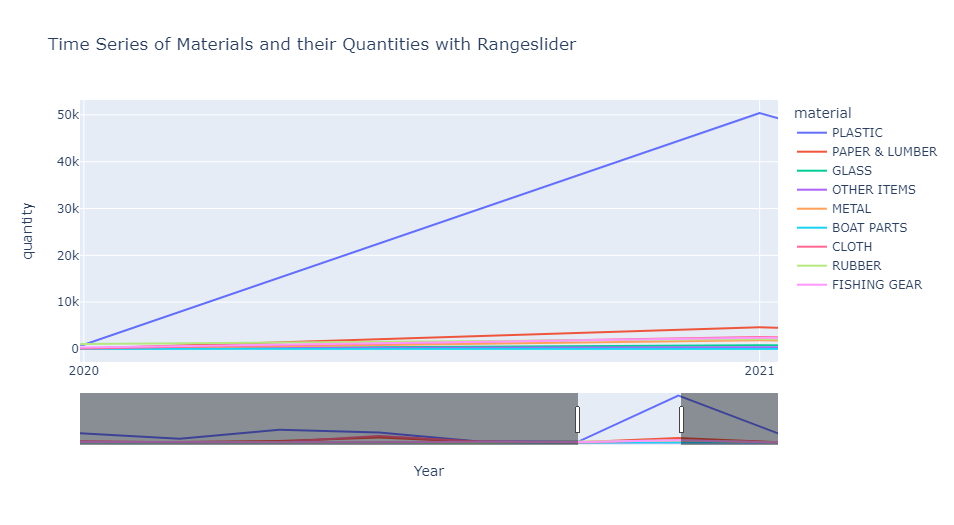 Time Series of Materials and their Quantities with Rangeslider
50k
40k
30k
20k
10k
0
quantity
2020
2021
Year
material
PLASTIC
PAPER & LUMBER
GLASS
OTHER ITEMS
METAL
BOAT PARTS
CLOTH
RUBBER
FISHING GEAR